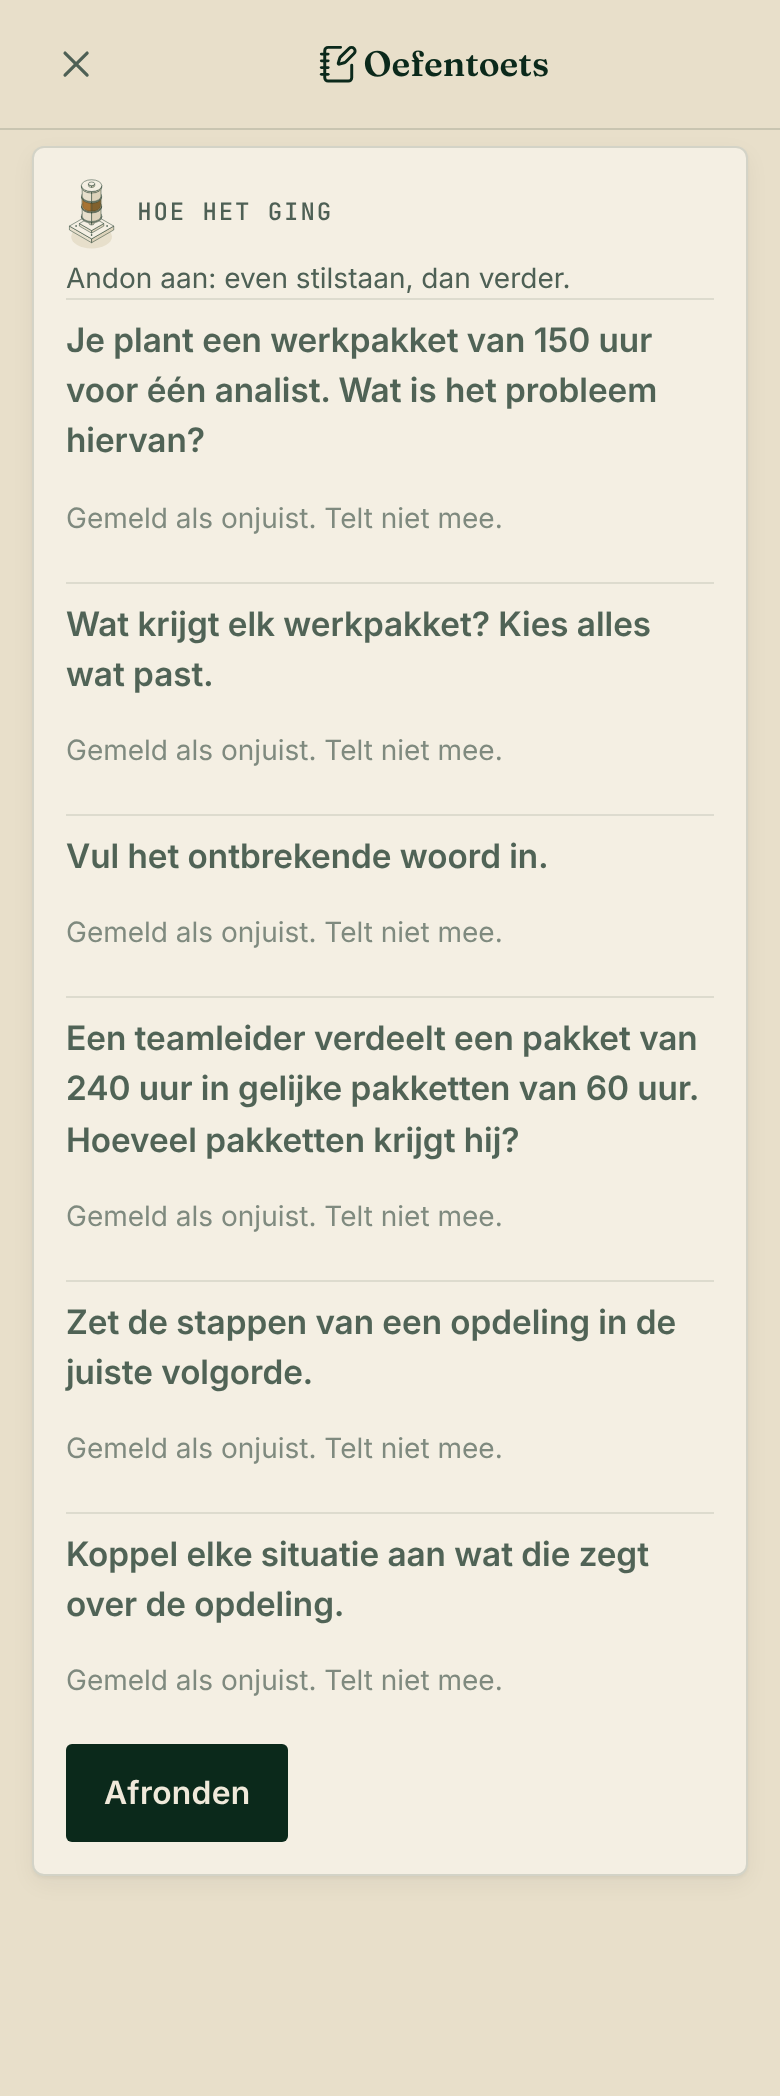 Oefentoets
HOE HET GING
Andon aan: even stilstaan, dan verder.
Je plant een werkpakket van 150 uur
voor één analist. Wat is het probleem
hiervan?
Gemeld als onjuist. Telt niet mee.
Wat krijgt elk werkpakket? Kies alles
wat past.
Gemeld als onjuist. Telt niet mee.
Vul het ontbrekende woord in.
Gemeld als onjuist. Telt niet mee.
Een teamleider verdeelt een pakket van
240 uur in gelijke pakketten van 60 uur.
Hoeveel pakketten krijgt hij?
Gemeld als onjuist. Telt niet mee.
Zet de stappen van een opdeling in de
juiste volgorde.
Gemeld als onjuist. Telt niet mee.
Koppel elke situatie aan wat die zegt
over de opdeling.
Gemeld als onjuist. Telt niet mee.
Afronden